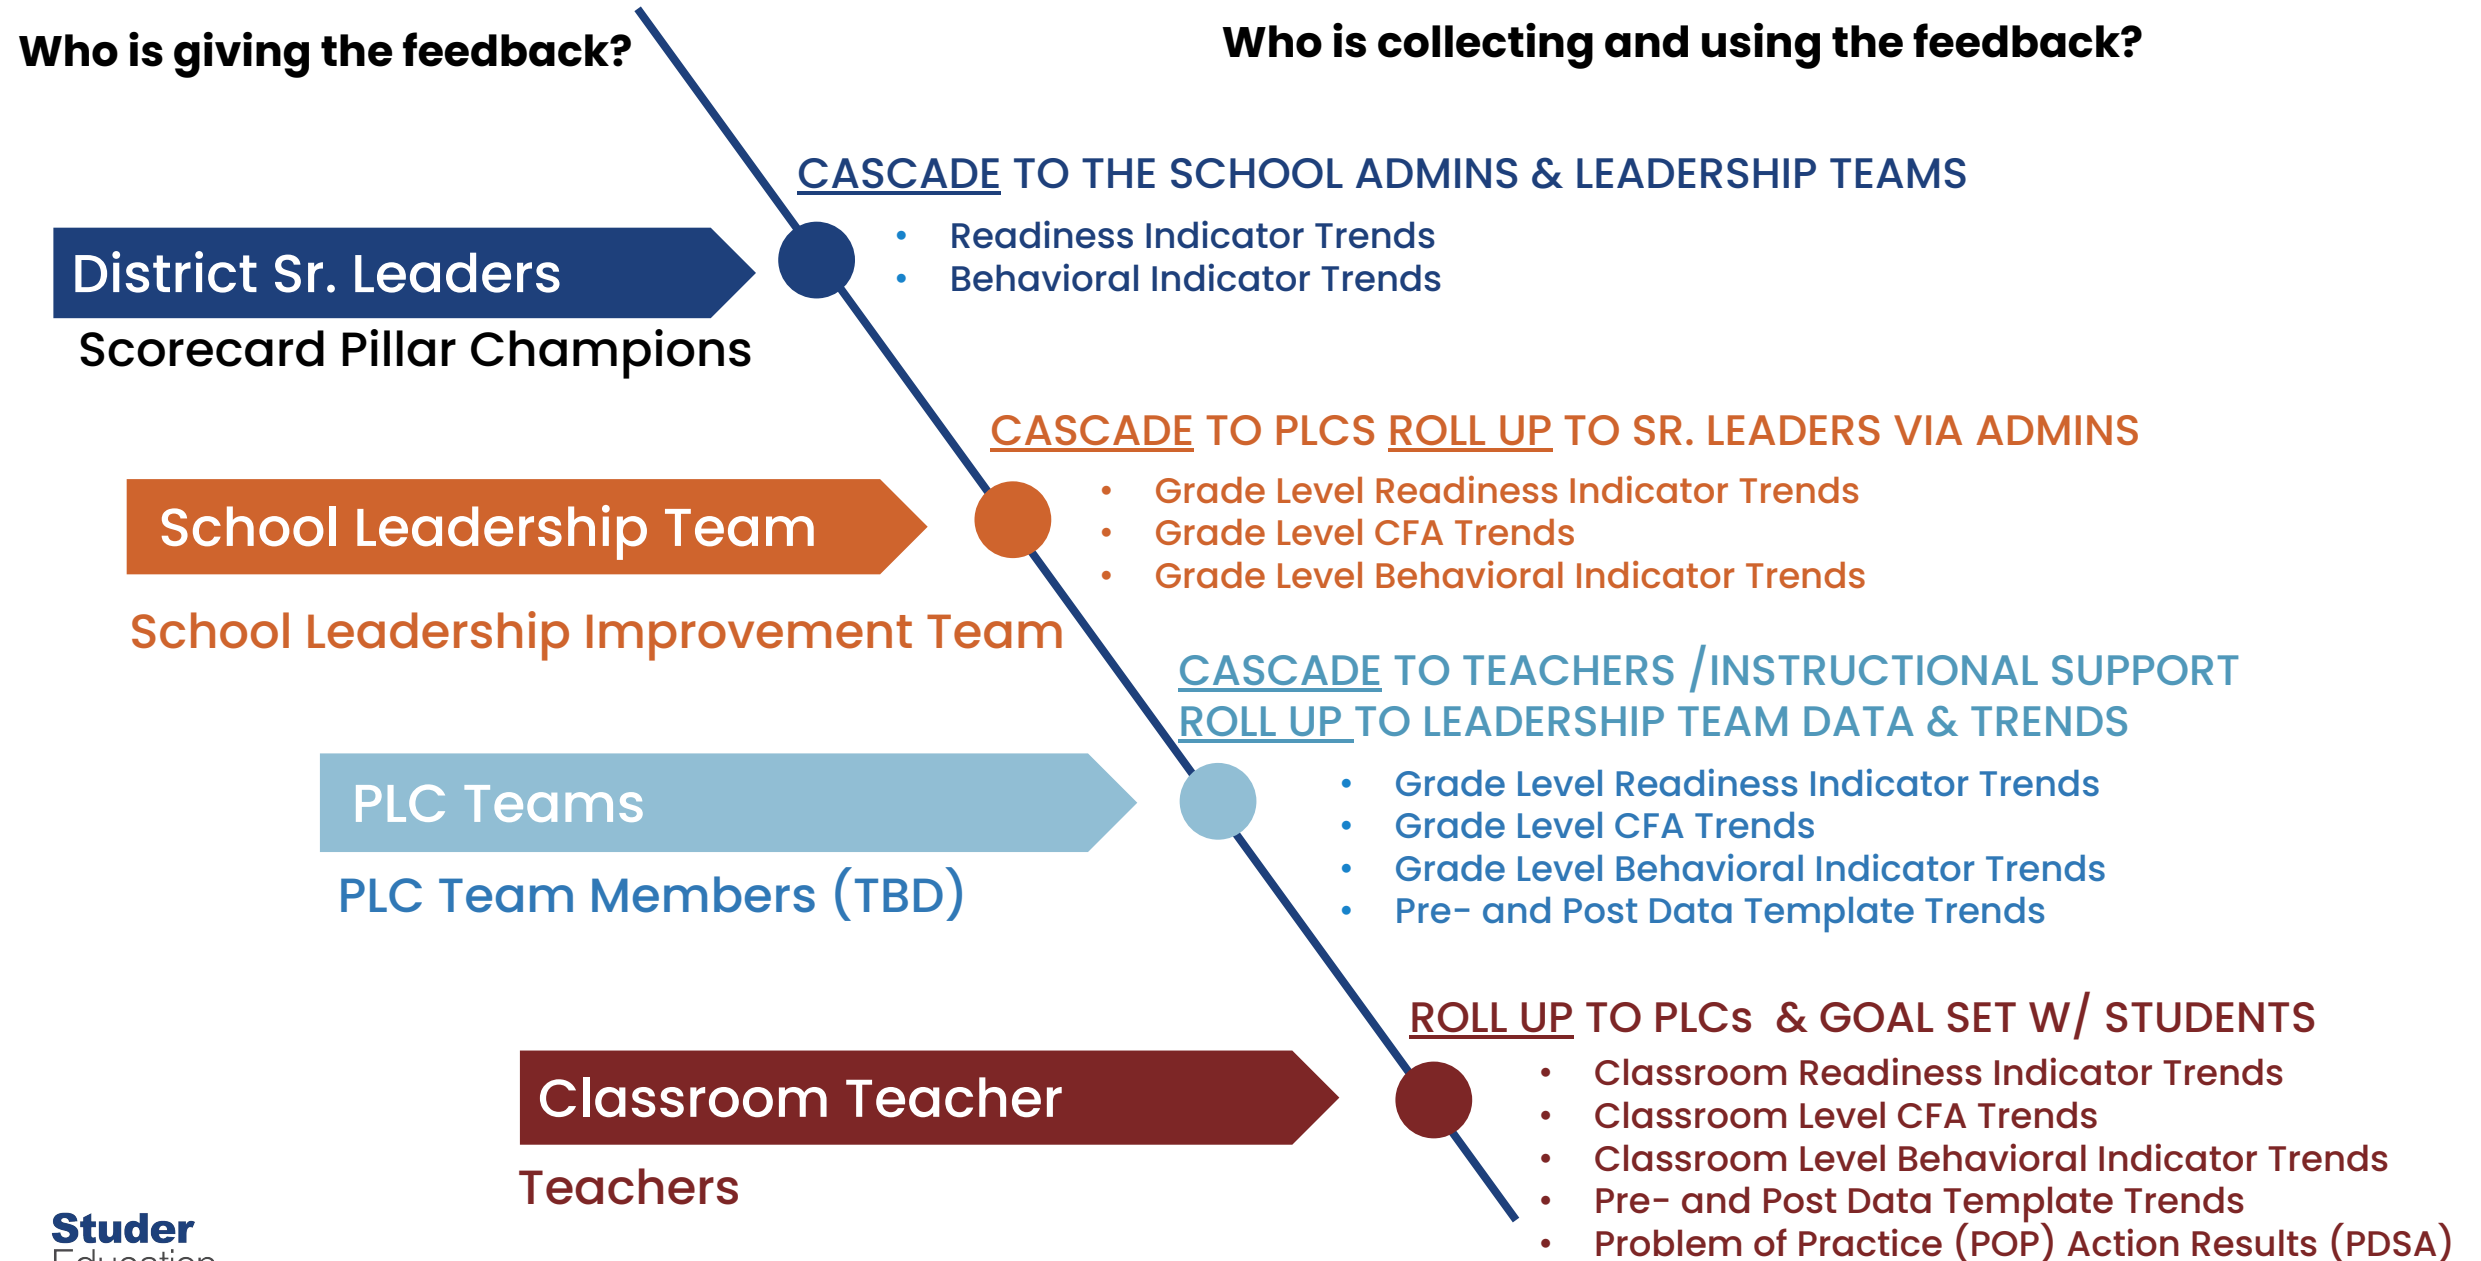 Who is giving the feedback?
Who is collecting and using the feedback?
CASCADE TO THE SCHOOL ADMINS & LEADERSHIP TEAMS
• Readiness Indicator Trends
• Behavioral Indicator Trends
District Sr. Leaders
Scorecard Pillar Champions
CASCADE TO PLCS ROLL UP TO SR. LEADERS VIA ADMINS
• Grade Level Readiness Indicator Trends
• Grade Level CFA Trends
• Grade Level Behavioral Indicator Trends
School Leadership Team
School Leadership Improvement Team
CASCADE TO TEACHERS /INSTRUCTIONAL SUPPORT
ROLL UP TO LEADERSHIP TEAM DATA & TRENDS
• Grade Level Readiness Indicator Trends
• Grade Level CFA Trends
• Grade Level Behavioral Indicator Trends
• Pre- and Post Data Template Trends
PLC Teams
PLC Team Members (TBD)
ROLL UP TO PLCs & GOAL SET W/ STUDENTS
• Classroom Readiness Indicator Trends
• Classroom Level CFA Trends
• Classroom Level Behavioral Indicator Trends
• Pre- and Post Data Template Trends
• Problem of Practice (POP) Action Results (PDSA)
Classroom Teacher
Teachers
Studer
Education